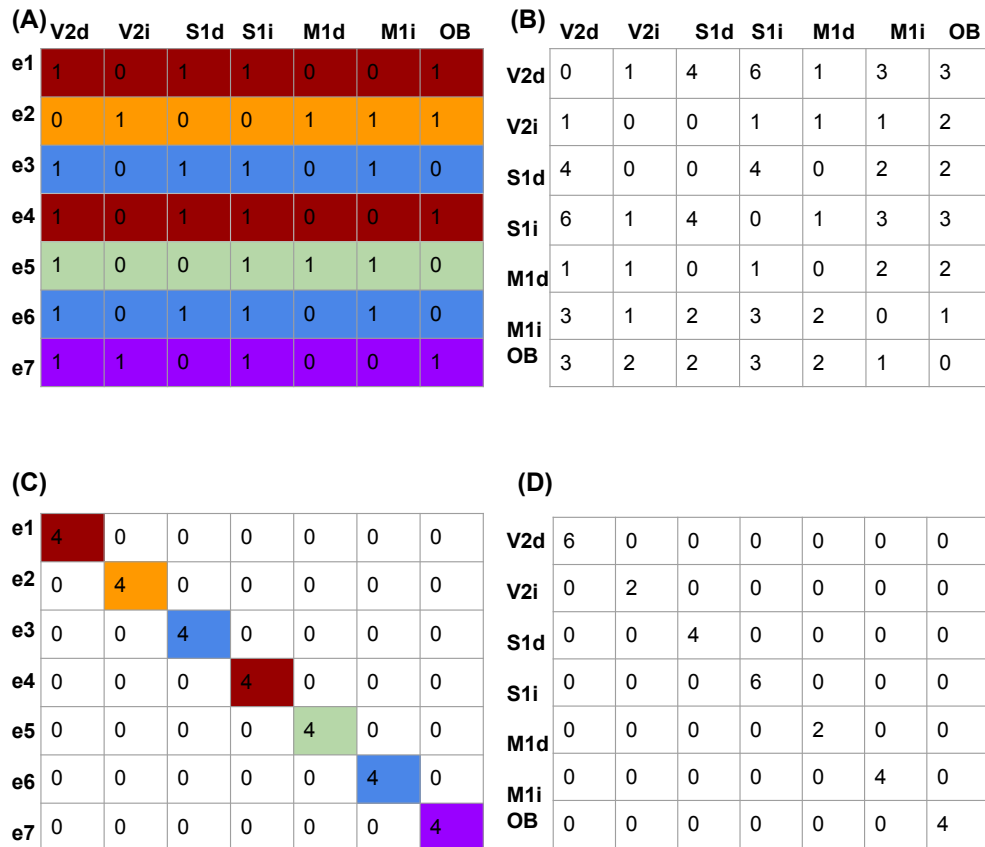 (A)
V2d V2i S1d S1i M1d M1i OB
e1 1 0 1 1 0 0 1
e2 0 1 0 0 1 1 1
e3 1 0 1 1 0 1 0
e4 1 0 1 1 0 0 1
e5 1 0 0 1 1 1 0
e6 1 0 1 1 0 1 0
e7 1 1 0 1 0 0 1
(B)
V2d V2i S1d S1i M1d M1i OB
V2d 0 1 4 6 1 3 3
V2i 1 0 0 1 1 1 2
S1d 4 0 0 4 0 2 2
S1i 6 1 4 0 1 3 3
M1d 1 1 0 1 0 2 2
M1i 3 1 2 3 2 0 1
OB 3 2 2 3 2 1 0
(C)
e1 4 0 0 0 0 0 0
e2 0 4 0 0 0 0 0
e3 0 0 4 0 0 0 0
e4 0 0 0 4 0 0 0
e5 0 0 0 0 4 0 0
e6 0 0 0 0 0 4 0
e7 0 0 0 0 0 0 4
(D)
V2d 6 0 0 0 0 0 0
V2i 0 2 0 0 0 0 0
S1d 0 0 4 0 0 0 0
S1i 0 0 0 6 0 0 0
M1d 0 0 0 0 2 0 0
M1i 0 0 0 0 0 4 0
OB 0 0 0 0 0 0 4